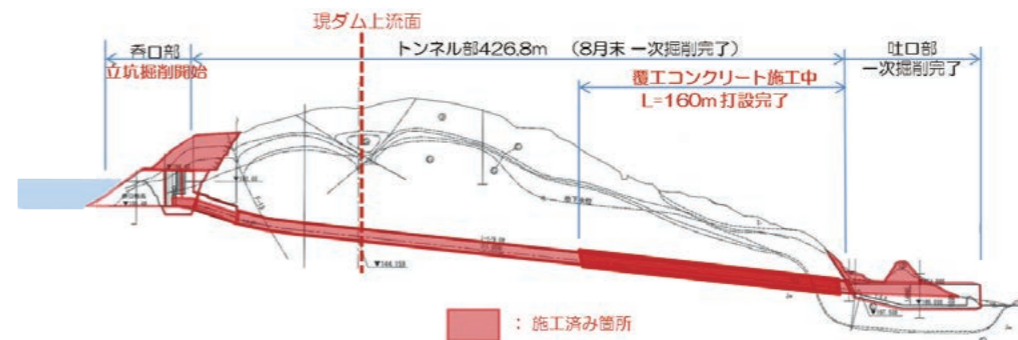 現ダム上流面
呑口部
立坑掘削開始
トンネル部426.8m （8月末 一次掘削完了）
吐口部
一次掘削完了
覆工コンクリート施工中
L=160m 打設完了
▼144.150
：施工済み箇所